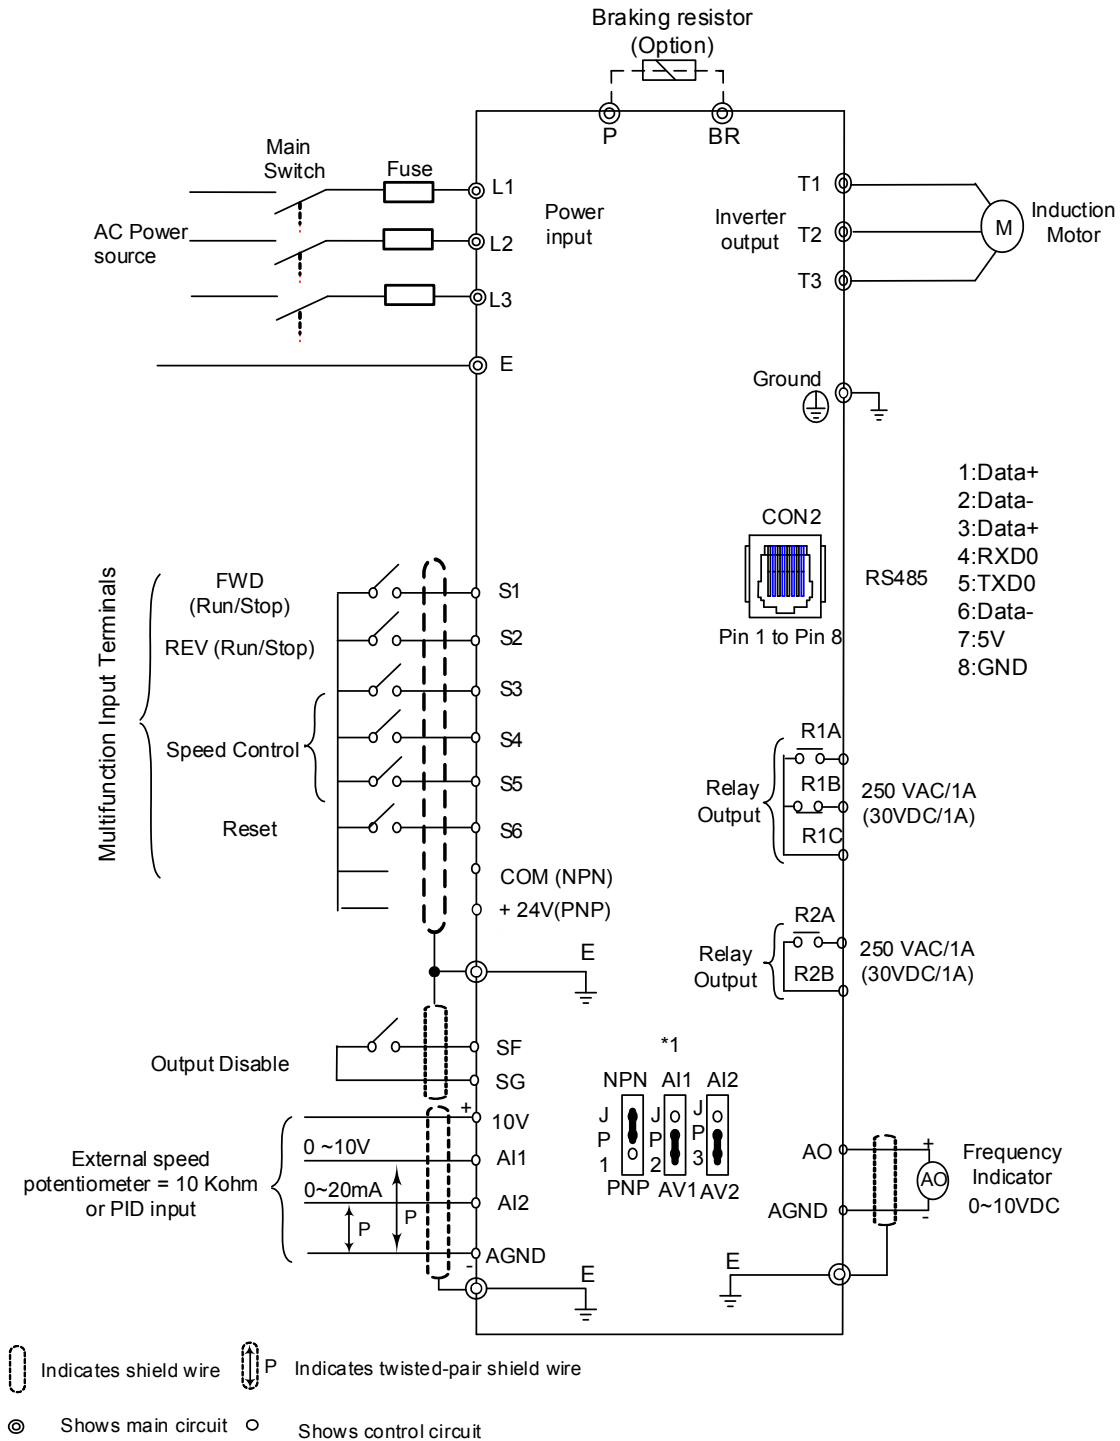 Braking resistor
(Option)
P
BR
Main
Switch
Fuse
L1
AC Power
source
L2
L3
E
Power
input
Inverter
output
T1
T2
T3
M
Induction
Motor
Ground
CON2
Pin 1 to Pin 8
RS485
1:Data+
2:Data-
3:Data+
4:RXD0
5:TXD0
6:Data-
7:5V
8:GND
Multifunction Input Terminals
FWD
(Run/Stop)
S1
REV (Run/Stop)
S2
S3
Speed Control
S4
S5
Reset
S6
COM (NPN)
+ 24V(PNP)
E
Relay
Output
R1A
R1B
R1C
250 VAC/1A
(30VDC/1A)
Relay
Output
R2A
R2B
250 VAC/1A
(30VDC/1A)
Output Disable
SF
SG
*1
NPN AI1 AI2
JP1
JP2
JP3
PNP AV1 AV2
External speed
potentiometer = 10 Kohm
or PID input
+
10V
0 ~10V
AI1
0~20mA
AI2
P
P
AGND
-
E
AO
AGND
+
AO
-
Frequency
Indicator
0~10VDC
E
Indicates shield wire
P
Indicates twisted-pair shield wire
Shows main circuit
Shows control circuit